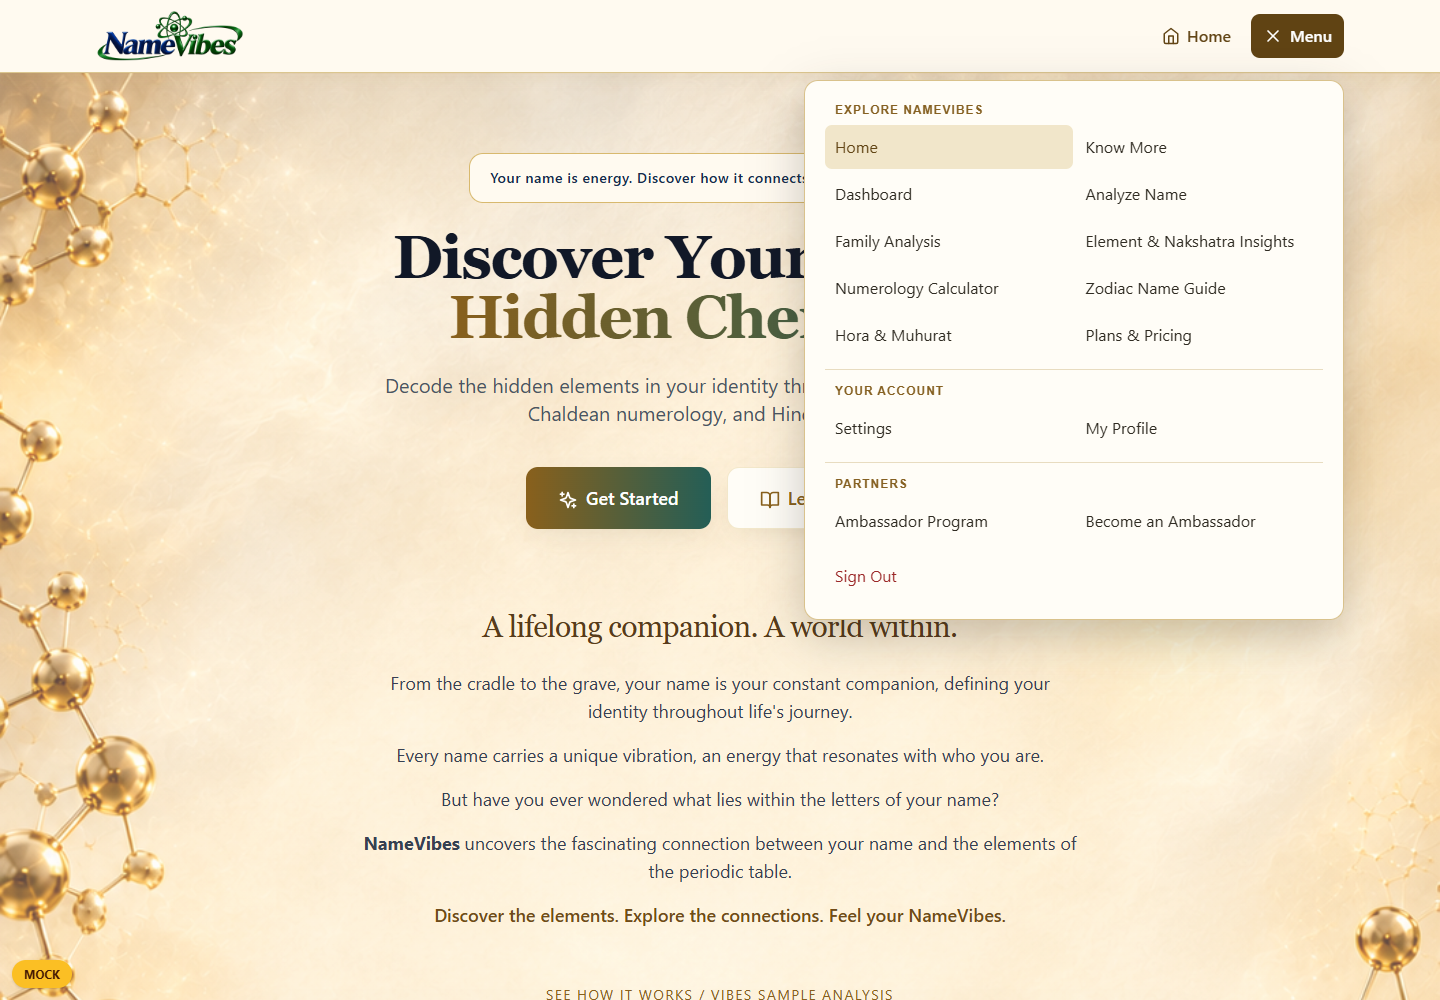 NameVibes
Home
Menu
EXPLORE NAMEVIBES
Home
Know More
Dashboard
Analyze Name
Family Analysis
Element & Nakshatra Insights
Numerology Calculator
Zodiac Name Guide
Hora & Muhurat
Plans & Pricing
YOUR ACCOUNT
Settings
My Profile
PARTNERS
Ambassador Program
Become an Ambassador
Sign Out
Your name is energy. Discover how it connects
Discover Your
Hidden
Decode the hidden elements in your identity
Chaldean numerology, and
Get Started
A lifelong companion. A world within.
From the cradle to the grave, your name is your constant companion, defining your
identity throughout life's journey.
Every name carries a unique vibration, an energy that resonates with who you are.
But have you ever wondered what lies within the letters of your name?
NameVibes uncovers the fascinating connection between your name and the elements of
the periodic table.
Discover the elements. Explore the connections. Feel your NameVibes.
MOCK
SEE HOW IT WORKS / VIBES SAMPLE ANALYSIS